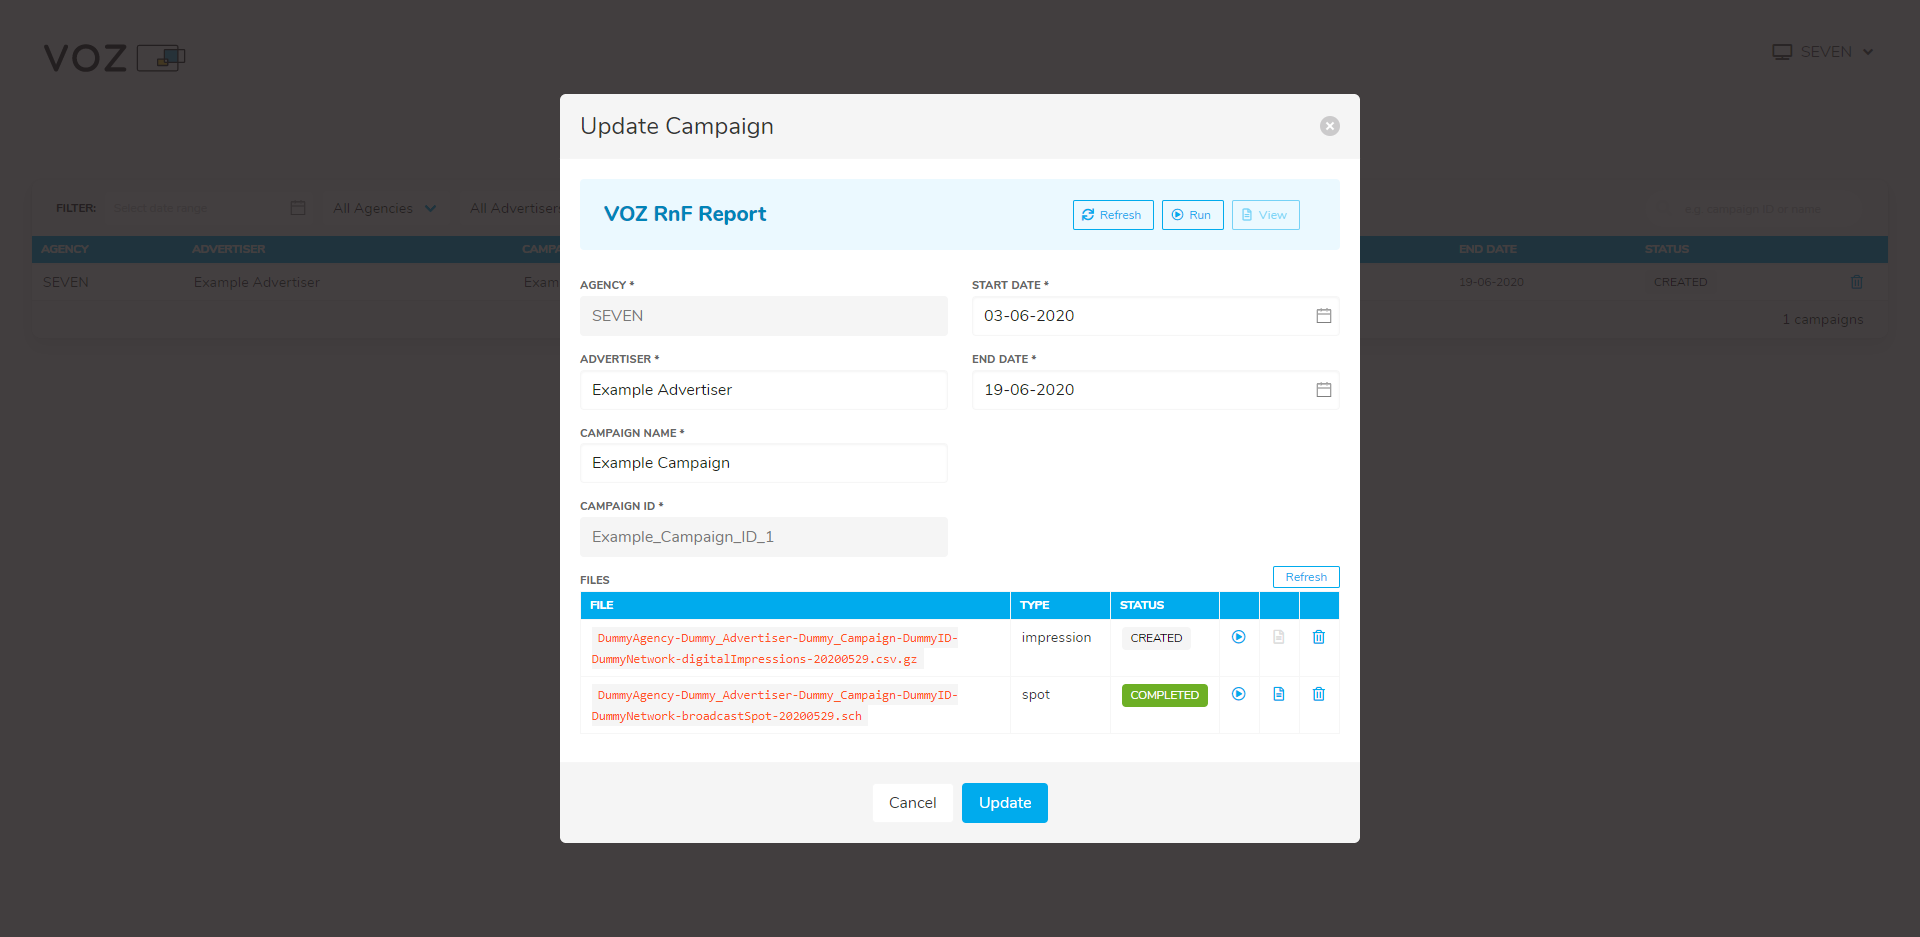 VOZ
SEVEN
Update Campaign
VOZ RnF Report
Refresh
Run
View
FILTER:
Select date range
All Agencies
All Advertisers
e.g. campaign ID or name
AGENCY
ADVERTISER
CAMPA
END DATE
STATUS
SEVEN
Example Advertiser
Exam
19-06-2020
CREATED
1 campaigns
AGENCY *
SEVEN
START DATE *
03-06-2020
ADVERTISER *
Example Advertiser
END DATE *
19-06-2020
CAMPAIGN NAME *
Example Campaign
CAMPAIGN ID *
Example_Campaign_ID_1
FILES
Refresh
FILE
TYPE
STATUS
DummyAgency-Dummy_Advertiser-Dummy_Campaign-DummyID-
DummyNetwork-digitalImpressions-20200529.csv.gz
impression
CREATED
DummyAgency-Dummy_Advertiser-Dummy_Campaign-DummyID-
DummyNetwork-broadcastSpot-20200529.sch
spot
COMPLETED
Cancel
Update